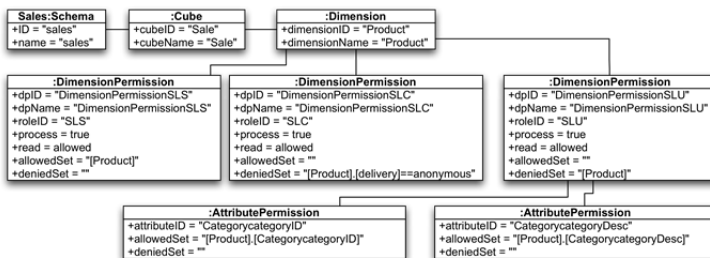 Sales:Schema
+ID = "sales"
+name = "sales"
:Cube
+cubeID = "Sale"
+cubeName = "Sale"
:Dimension
+dimensionID = "Product"
+dimensionName = "Product"
:DimensionPermission
+dpID = "DimensionPermissionSLS"
+dpName = "DimensionPermissionSLS"
+roleID = "SLS"
+process = true
+read = allowed
+allowedSet = "[Product]"
+deniedSet = ""
:DimensionPermission
+dpID = "DimensionPermissionSLC"
+dpName = "DimensionPermissionSLC"
+roleID = "SLC"
+process = true
+read = allowed
+allowedSet = ""
+deniedSet = "[Product].[delivery]==anonymous"
:DimensionPermission
+dpID = "DimensionPermissionSLU"
+dpName = "DimensionPermissionSLU"
+roleID = "SLU"
+process = true
+read = allowed
+allowedSet = ""
+deniedSet = "[Product]"
:AttributePermission
+attributeID = "CategorycategoryID"
+allowedSet = "[Product].[CategorycategoryID]"
+deniedSet = ""
:AttributePermission
+attributeID = "CategorycategoryDesc"
+allowedSet = "[Product].[CategorycategoryDesc]"
+deniedSet = ""